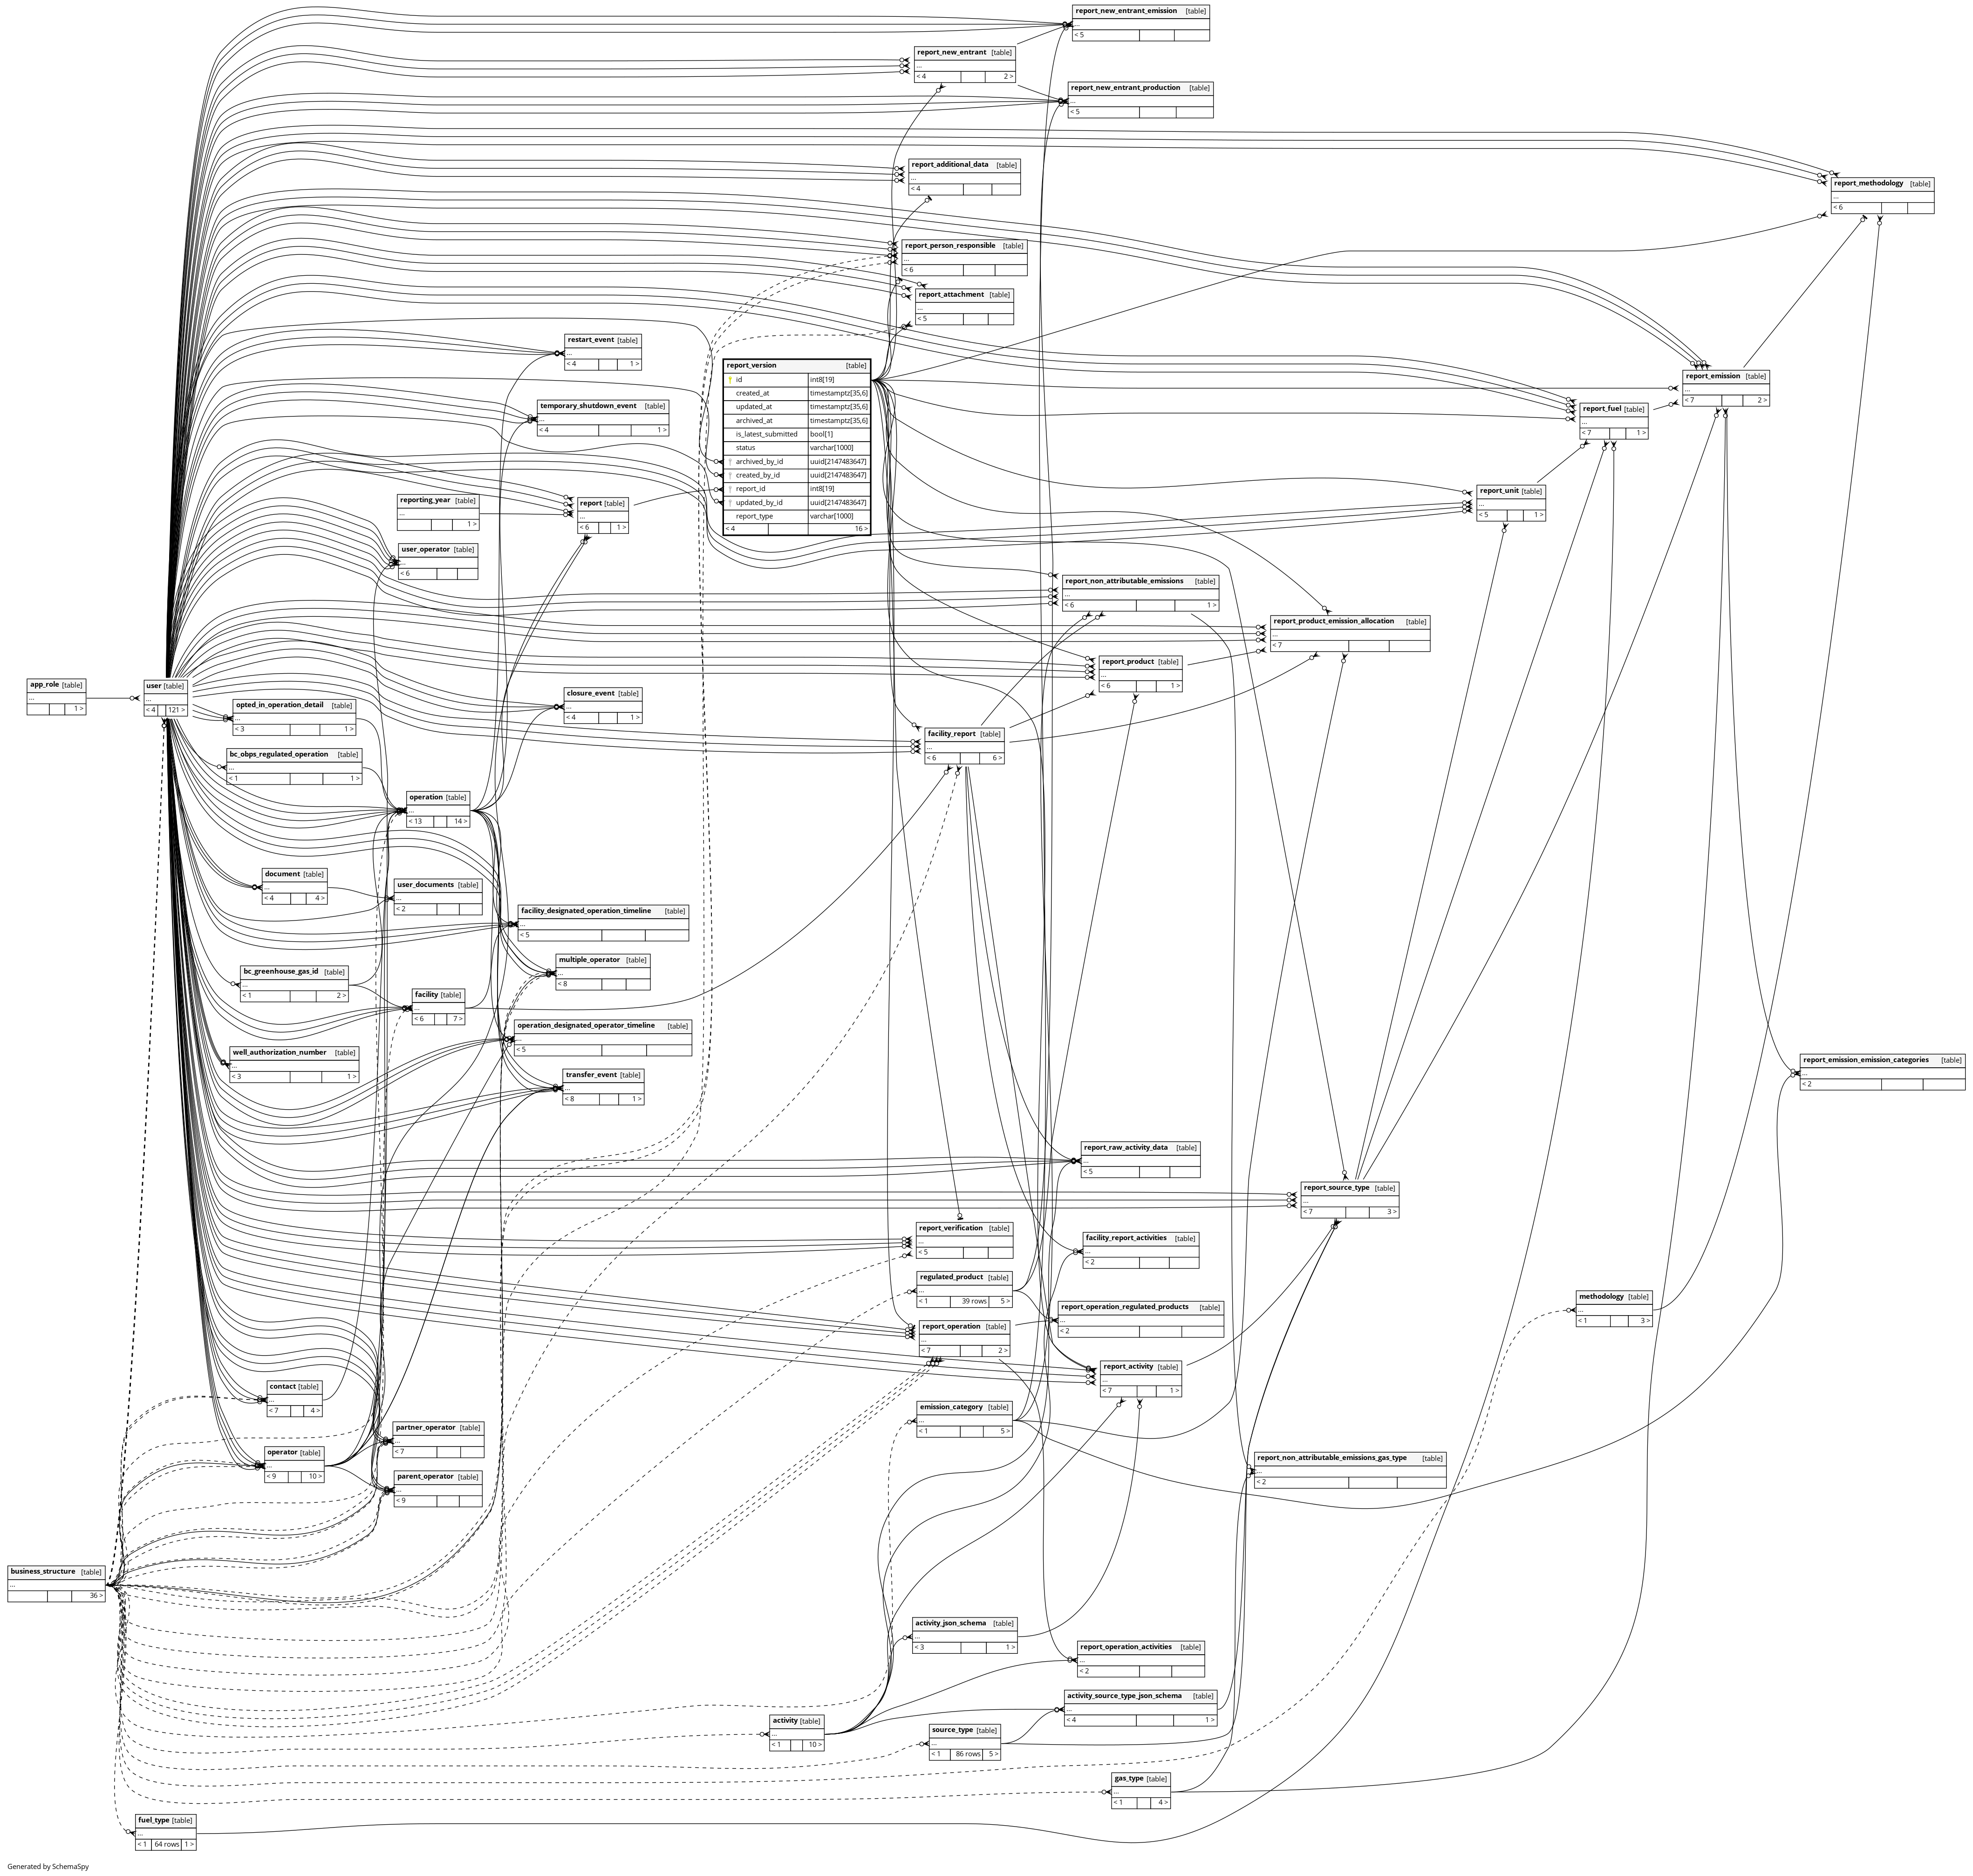 report_new_entrant_emission [table]
...
< 5
report_new_entrant [table]
...
< 4 2 >
report_new_entrant_production [table]
...
< 5
report_additional_data [table]
...
< 4
report_methodology [table]
...
< 6
report_person_responsible [table]
...
< 6
report_attachment [table]
...
< 5
restart_event [table]
...
< 4 1 >
report_version [table]
id int8[19]
created_at timestamptz[35,6]
updated_at timestamptz[35,6]
archived_at timestamptz[35,6]
is_latest_submitted bool[1]
status varchar[1000]
archived_by_id uuid[2147483647]
created_by_id uuid[2147483647]
report_id int8[19]
updated_by_id uuid[2147483647]
report_type varchar[1000]
< 4 16 >
report_emission [table]
...
< 7 2 >
temporary_shutdown_event [table]
...
< 4 1 >
report_fuel [table]
...
< 7 1 >
report_unit [table]
...
< 5 1 >
reporting_year [table]
...
1 >
report [table]
...
< 6 1 >
user_operator [table]
...
< 6
report_non_attributable_emissions [table]
...
< 6 1 >
report_product_emission_allocation [table]
...
< 7
report_product [table]
...
< 6 1 >
app_role [table]
...
1 >
user [table]
...
< 4 121 >
closure_event [table]
...
< 4 1 >
opted_in_operation_detail [table]
...
< 3 1 >
facility_report [table]
...
< 6 6 >
bc_obps_regulated_operation [table]
...
< 1 1 >
operation [table]
...
< 13 14 >
document [table]
...
< 4 4 >
user_documents [table]
...
< 2
facility_designated_operation_timeline [table]
...
< 5
multiple_operator [table]
...
< 8
bc_greenhouse_gas_id [table]
...
< 1 2 >
facility [table]
...
< 6 7 >
operation_designated_operator_timeline [table]
...
< 5
well_authorization_number [table]
...
< 3 1 >
report_emission_emission_categories [table]
...
< 2
transfer_event [table]
...
< 8 1 >
report_raw_activity_data [table]
...
< 5
report_source_type [table]
...
< 7 3 >
report_verification [table]
...
< 5
facility_report_activities [table]
...
< 2
regulated_product [table]
...
< 1 39 rows 5 >
methodology [table]
...
< 1 3 >
report_operation_regulated_products [table]
...
< 2
report_operation [table]
...
< 7 2 >
report_activity [table]
...
< 7 1 >
contact [table]
...
< 7 4 >
emission_category [table]
...
< 1 5 >
partner_operator [table]
...
< 7
operator [table]
...
< 9 10 >
report_non_attributable_emissions_gas_type [table]
...
< 2
parent_operator [table]
...
< 9
business_structure [table]
...
36 >
activity_json_schema [table]
...
< 3 1 >
report_operation_activities [table]
...
< 2
activity_source_type_json_schema [table]
...
< 4 1 >
activity [table]
...
< 1 10 >
source_type [table]
...
< 1 86 rows 5 >
gas_type [table]
...
< 1 4 >
fuel_type [table]
...
< 1 64 rows 1 >
Generated by SchemaSpy